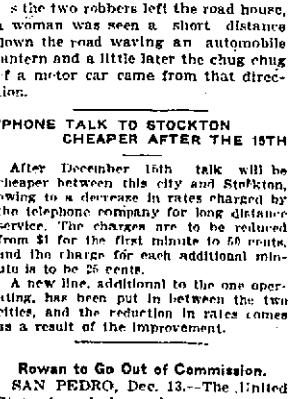 s the two robbers left the road house,
woman was seen a short distance
down the road waving an automobile
lantern and a little later the chug chug
f a motor car came from that direc-
ion.
'PHONE TALK TO STOCKTON
CHEAPER AFTER THE 15TH
After December 15th talk will be
cheaper between this city and Stockton,
owing to a decrease in rates charged by
the telephone company for long distance
service. The charges are to be reduced
from $1 for the first minute to 50 cents,
and the charge for each additional min-
ute is to be 25 cents.
A new line, additional to the one oper-
ating, has been put in between the two
cities, and the reduction in rates comes
as a result of the improvement.
Rowan to Go Out of Commission.
SAN PEDRO, Dec. 13.--The United